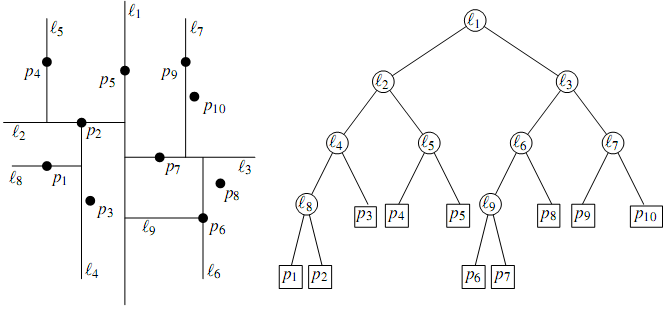 ℓ1
ℓ5
ℓ7
p4
p5
p9
p10
ℓ2
p2
p7
ℓ3
ℓ8
p1
p8
p3
ℓ9
p6
ℓ4
ℓ6
ℓ1
ℓ2 ℓ3
ℓ4 ℓ5 ℓ6 ℓ7
ℓ8 p3 p4 p5 ℓ9 p8 p9 p10
p1 p2 p6 p7